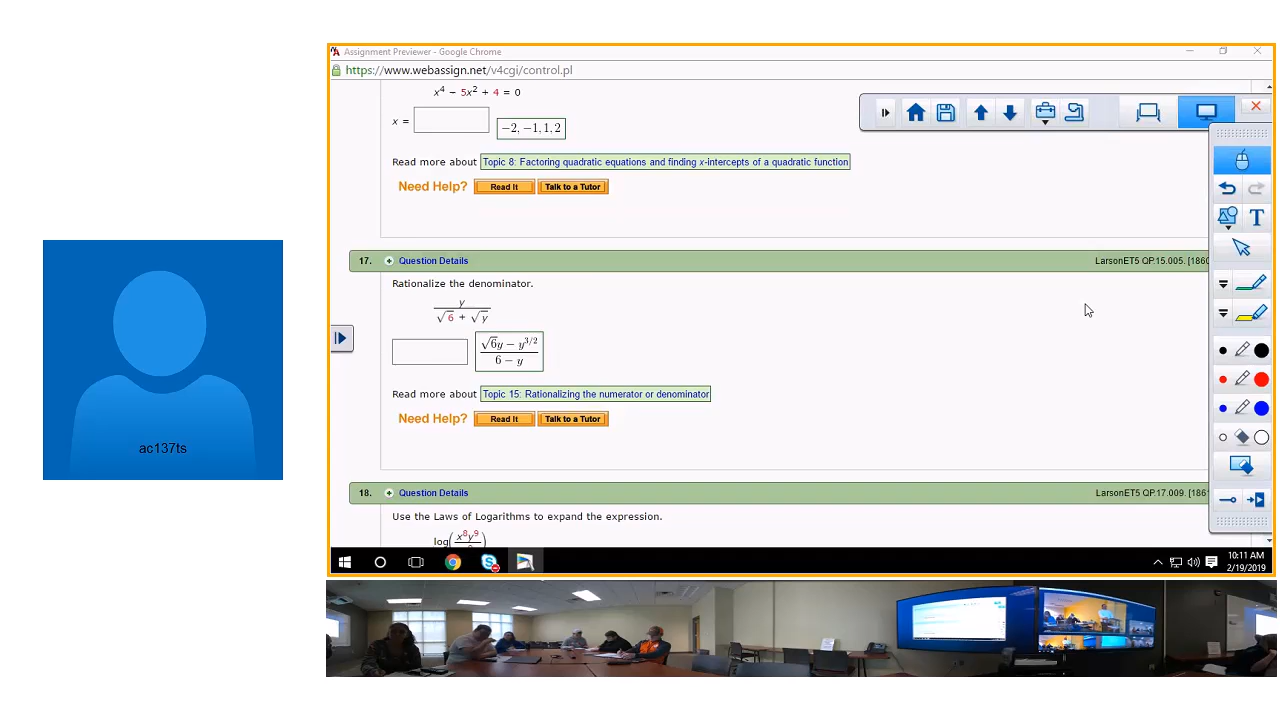 Assignment Previewer - Google Chrome
https://www.webassign.net/v4cgi/control.pl
x⁴ − 5x² + 4 = 0
x =
−2, −1, 1, 2
Read more about Topic 8: Factoring quadratic equations and finding x-intercepts of a quadratic function
Need Help? Read It Talk to a Tutor
17. Question Details LarsonET5 QP.15.005. [1860
Rationalize the denominator.
y
√6 + √y
√6y − y^3/2
6 − y
Read more about Topic 15: Rationalizing the numerator or denominator
Need Help? Read It Talk to a Tutor
18. Question Details LarsonET5 QP.17.009. [186
Use the Laws of Logarithms to expand the expression.
log(x⁸y⁹
T
10:11 AM
2/19/2019
ac137ts